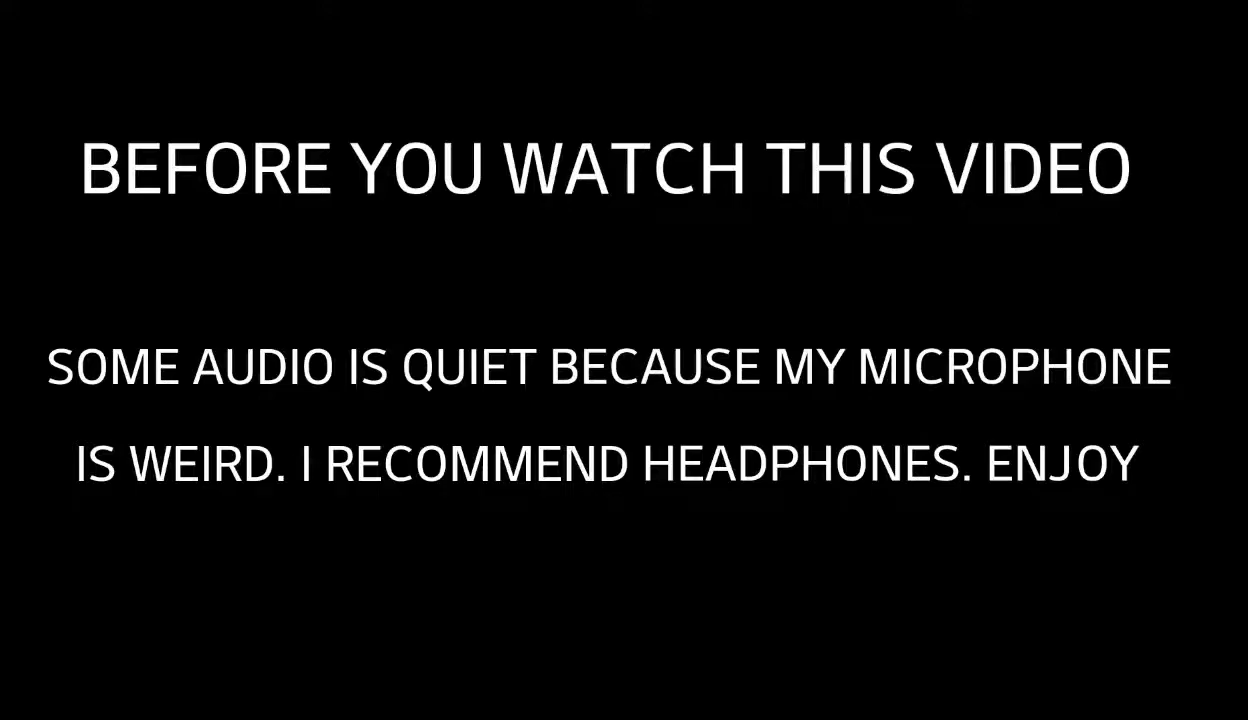 BEFORE YOU WATCH THIS VIDEO
SOME AUDIO IS QUIET BECAUSE MY MICROPHONE
IS WEIRD. I RECOMMEND HEADPHONES. ENJOY